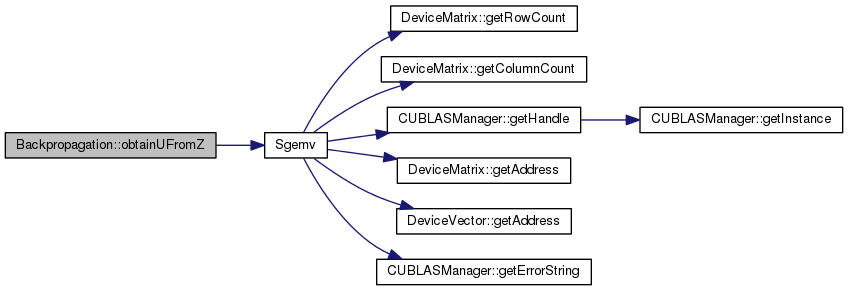 Backpropagation::obtainUFromZ
Sgemv
DeviceMatrix::getRowCount
DeviceMatrix::getColumnCount
CUBLASManager::getHandle
CUBLASManager::getInstance
DeviceMatrix::getAddress
DeviceVector::getAddress
CUBLASManager::getErrorString